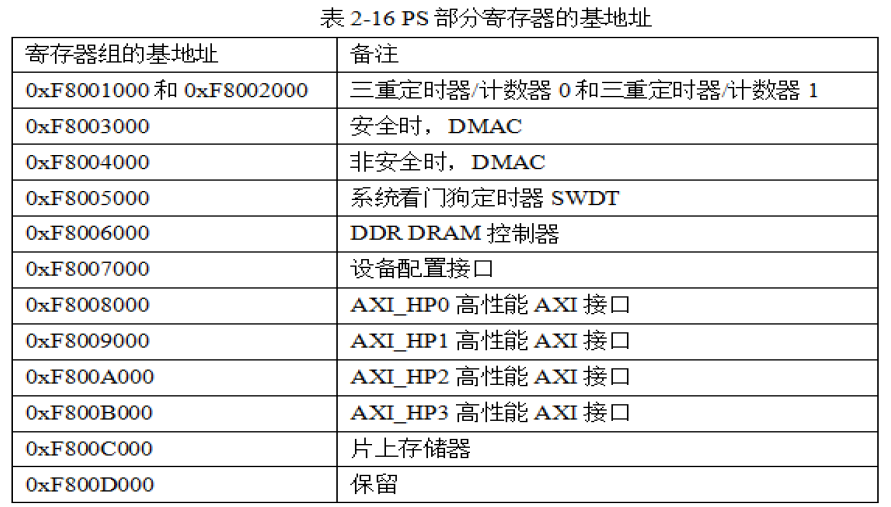 表 2-16 PS 部分寄存器的基地址
寄存器组的基地址 备注
0xF8001000 和 0xF8002000 三重定时器/计数器 0 和三重定时器/计数器 1
0xF8003000 安全时，DMAC
0xF8004000 非安全时，DMAC
0xF8005000 系统看门狗定时器 SWDT
0xF8006000 DDR DRAM 控制器
0xF8007000 设备配置接口
0xF8008000 AXI_HP0 高性能 AXI 接口
0xF8009000 AXI_HP1 高性能 AXI 接口
0xF800A000 AXI_HP2 高性能 AXI 接口
0xF800B000 AXI_HP3 高性能 AXI 接口
0xF800C000 片上存储器
0xF800D000 保留